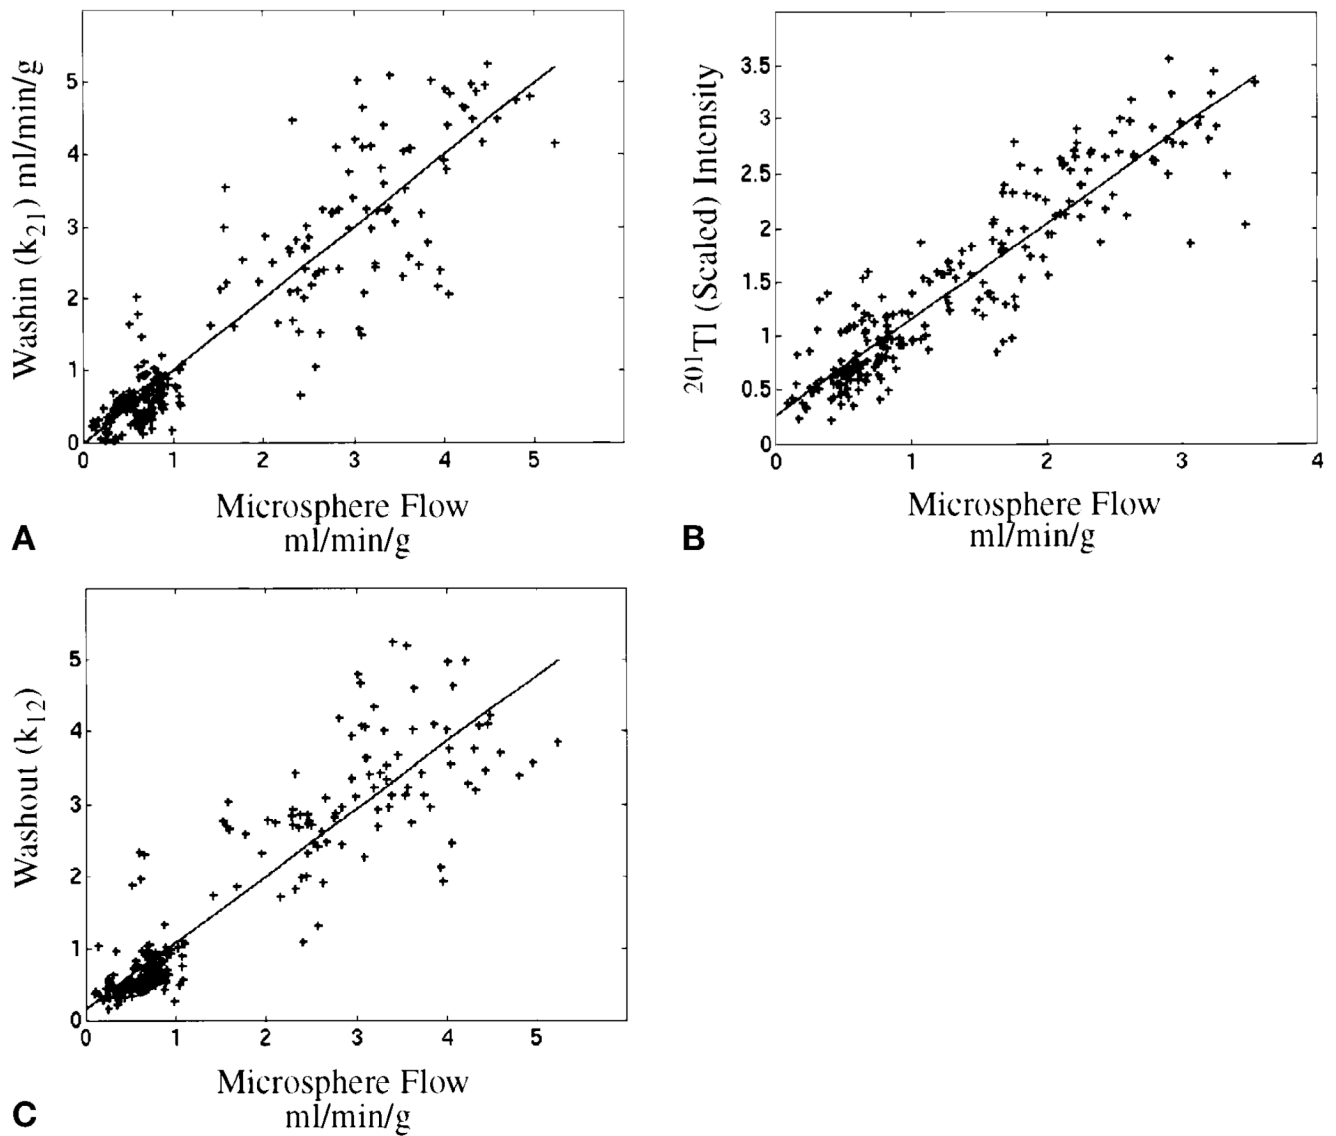 Washin (k21) ml/min/g
5
4
3
2
1
0
0 1 2 3 4 5
Microsphere Flow
ml/min/g
A
201Tl (Scaled) Intensity
3.5
3
2.5
2
1.5
1
0.5
0
0 1 2 3 4
Microsphere Flow
ml/min/g
B
Washout (k12)
5
4
3
2
1
0
0 1 2 3 4 5
Microsphere Flow
ml/min/g
C